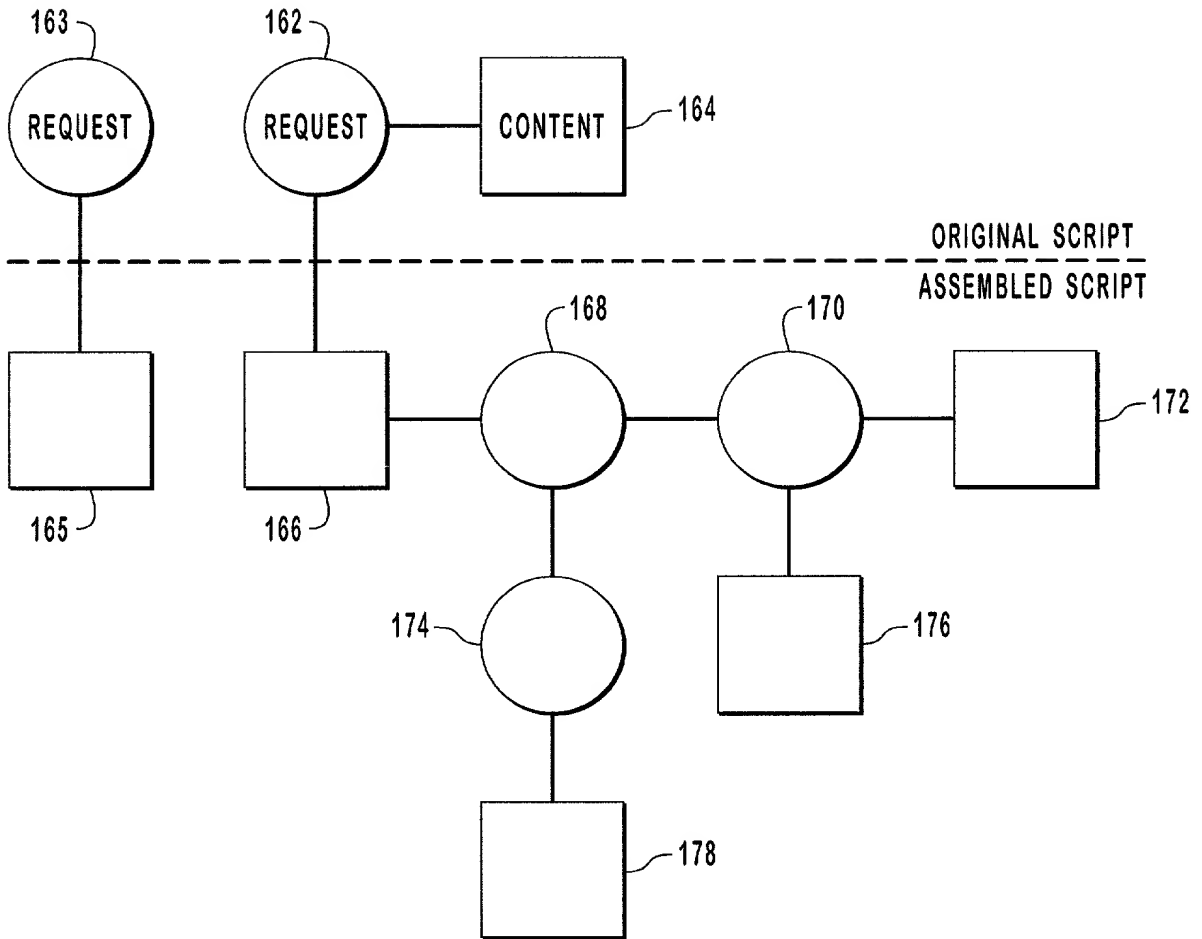 163
162
REQUEST
REQUEST
CONTENT
164
ORIGINAL SCRIPT
ASSEMBLED SCRIPT
168
170
172
165
166
174
176
178